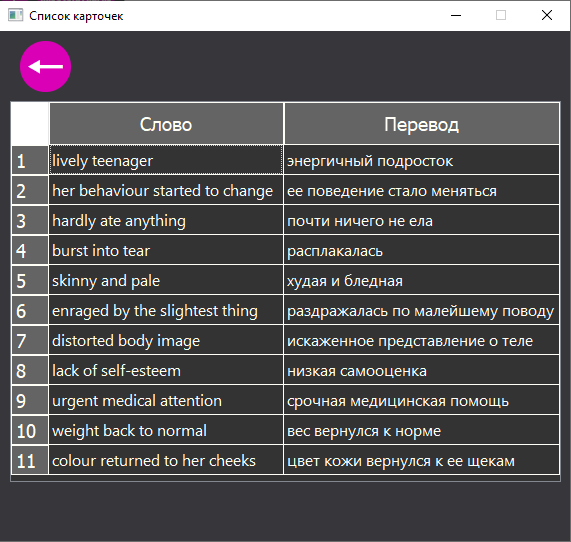 Список карточек
Слово Перевод
1 lively teenager энергичный подросток
2 her behaviour started to change ее поведение стало меняться
3 hardly ate anything почти ничего не ела
4 burst into tear расплакалась
5 skinny and pale худая и бледная
6 enraged by the slightest thing раздражалась по малейшему поводу
7 distorted body image искаженное представление о теле
8 lack of self-esteem низкая самооценка
9 urgent medical attention срочная медицинская помощь
10 weight back to normal вес вернулся к норме
11 colour returned to her cheeks цвет кожи вернулся к ее щекам